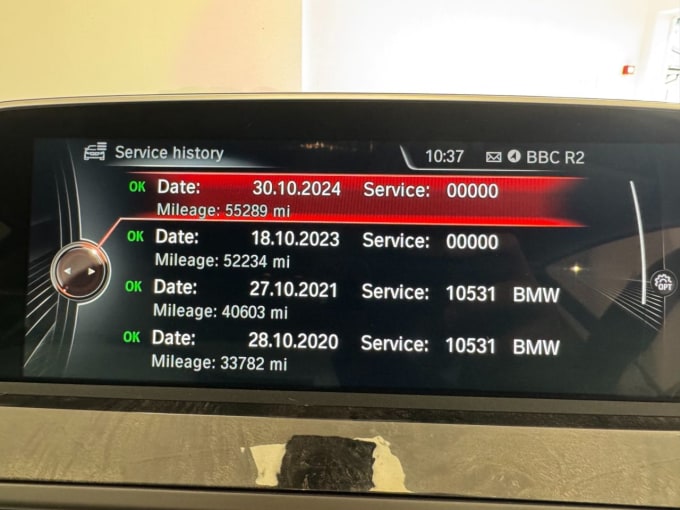 Service history
10:37 BBC R2
OK Date: 30.10.2024 Service: 00000
Mileage: 55289 mi
OK Date: 18.10.2023 Service: 00000
Mileage: 52234 mi
OK Date: 27.10.2021 Service: 10531 BMW
Mileage: 40603 mi
OK Date: 28.10.2020 Service: 10531 BMW
Mileage: 33782 mi
OPT